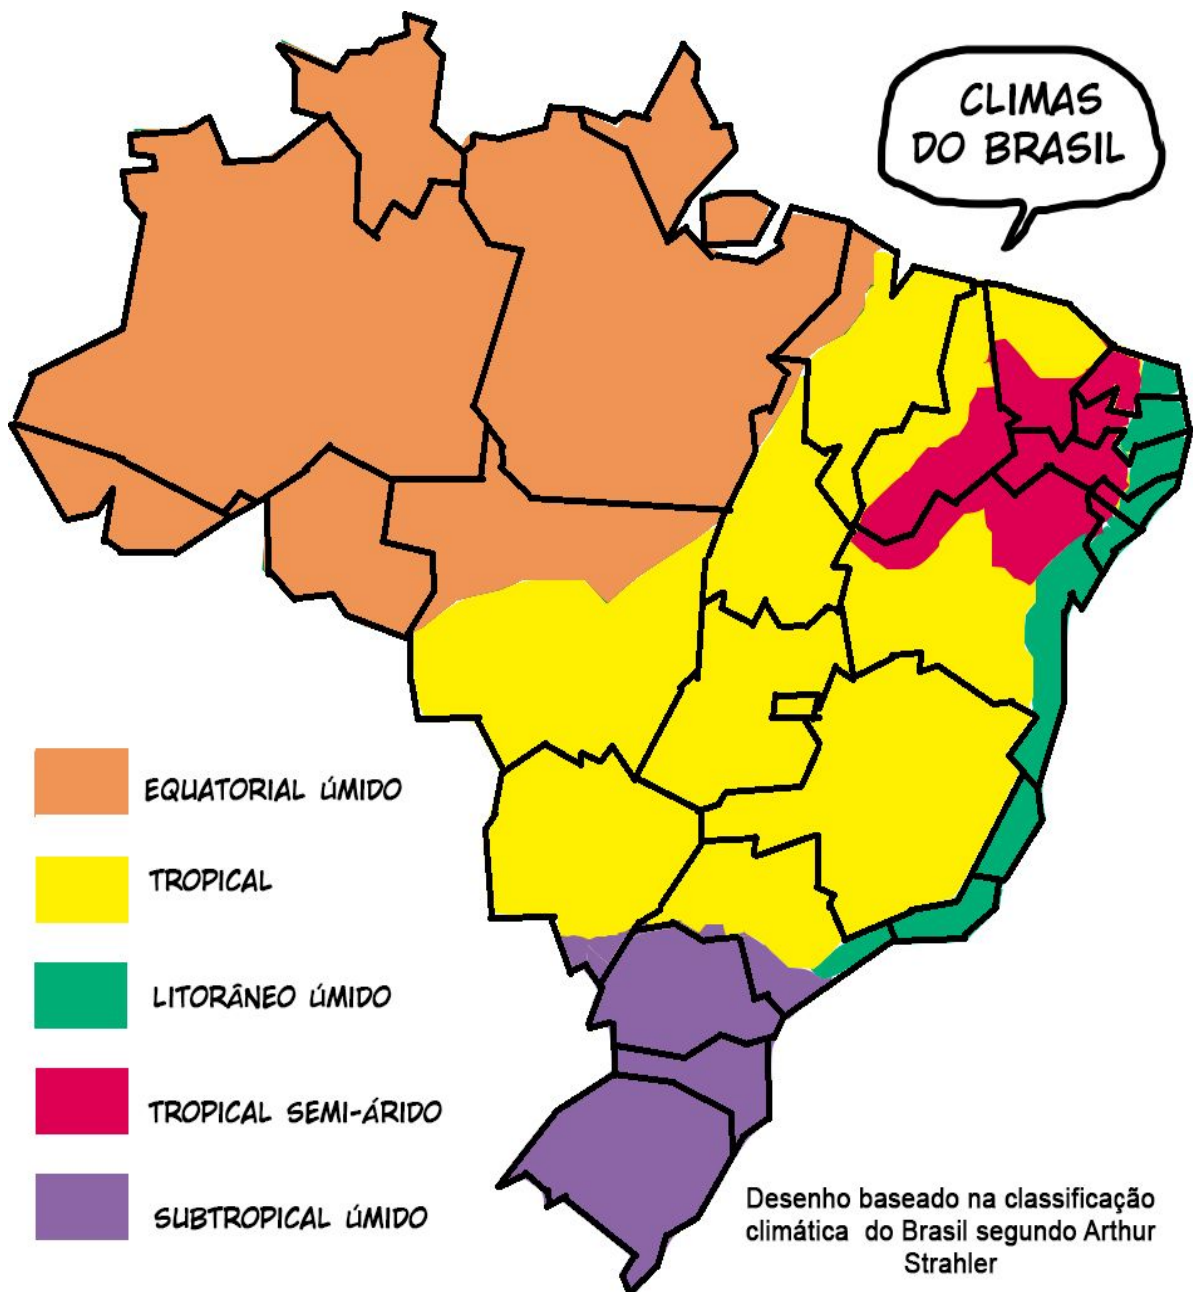 CLIMAS
DO BRASIL
EQUATORIAL ÚMIDO
TROPICAL
LITORÂNEO ÚMIDO
TROPICAL SEMI-ÁRIDO
SUBTROPICAL ÚMIDO
Desenho baseado na classificação
climática do Brasil segundo Arthur
Strahler